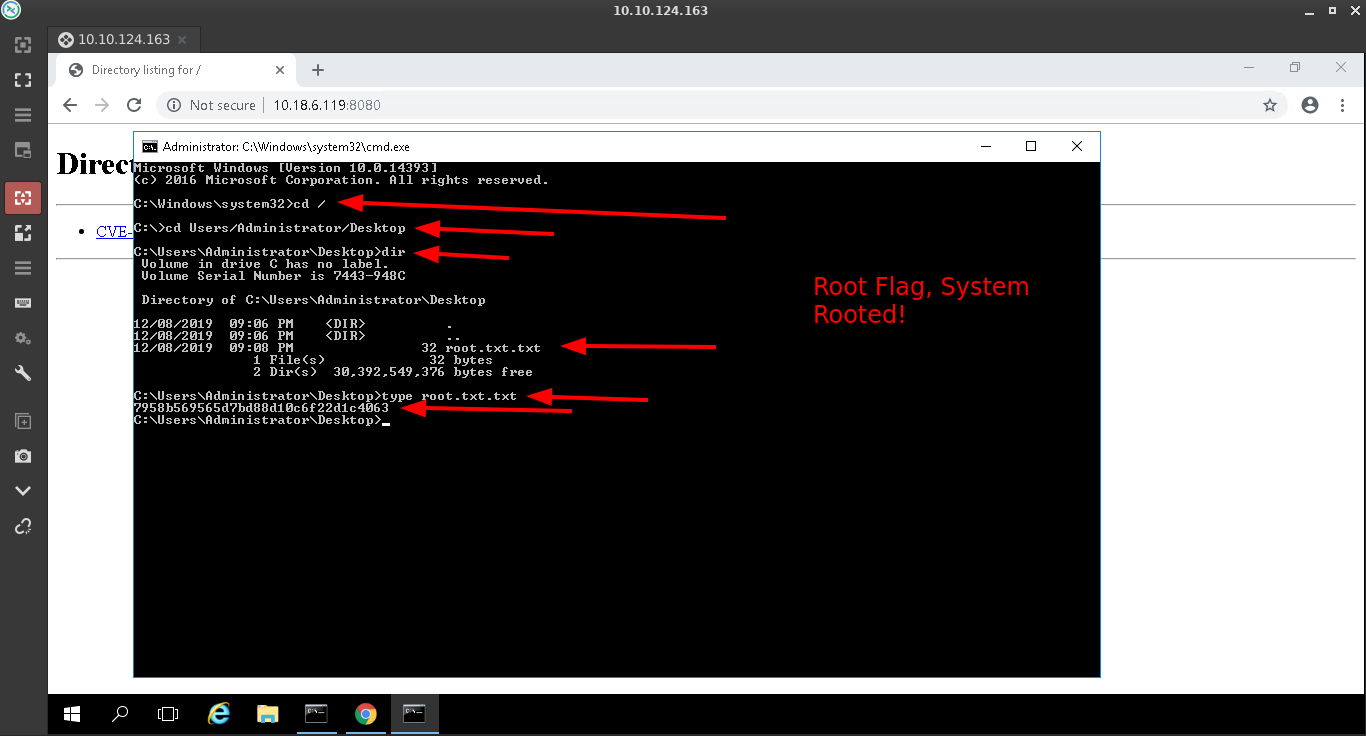 10.10.124.163
10.10.124.163
Directory listing for /
Not secure 10.18.6.119:8080
Administrator: C:\Windows\system32\cmd.exe
Direct
CVE-
Microsoft Windows [Version 10.0.14393]
(c) 2016 Microsoft Corporation. All rights reserved.
C:\Windows\system32>cd /
C:\>cd Users/Administrator/Desktop
C:\Users\Administrator\Desktop>dir
Volume in drive C has no label.
Volume Serial Number is 7443-948C
Directory of C:\Users\Administrator\Desktop
12/08/2019 09:06 PM <DIR> .
12/08/2019 09:06 PM <DIR> ..
12/08/2019 09:08 PM 32 root.txt.txt
1 File(s) 32 bytes
2 Dir(s) 30,392,549,376 bytes free
C:\Users\Administrator\Desktop>type root.txt.txt
7958b569565d7bd88d10c6f22d1c4063
C:\Users\Administrator\Desktop>
Root Flag, System
Rooted!